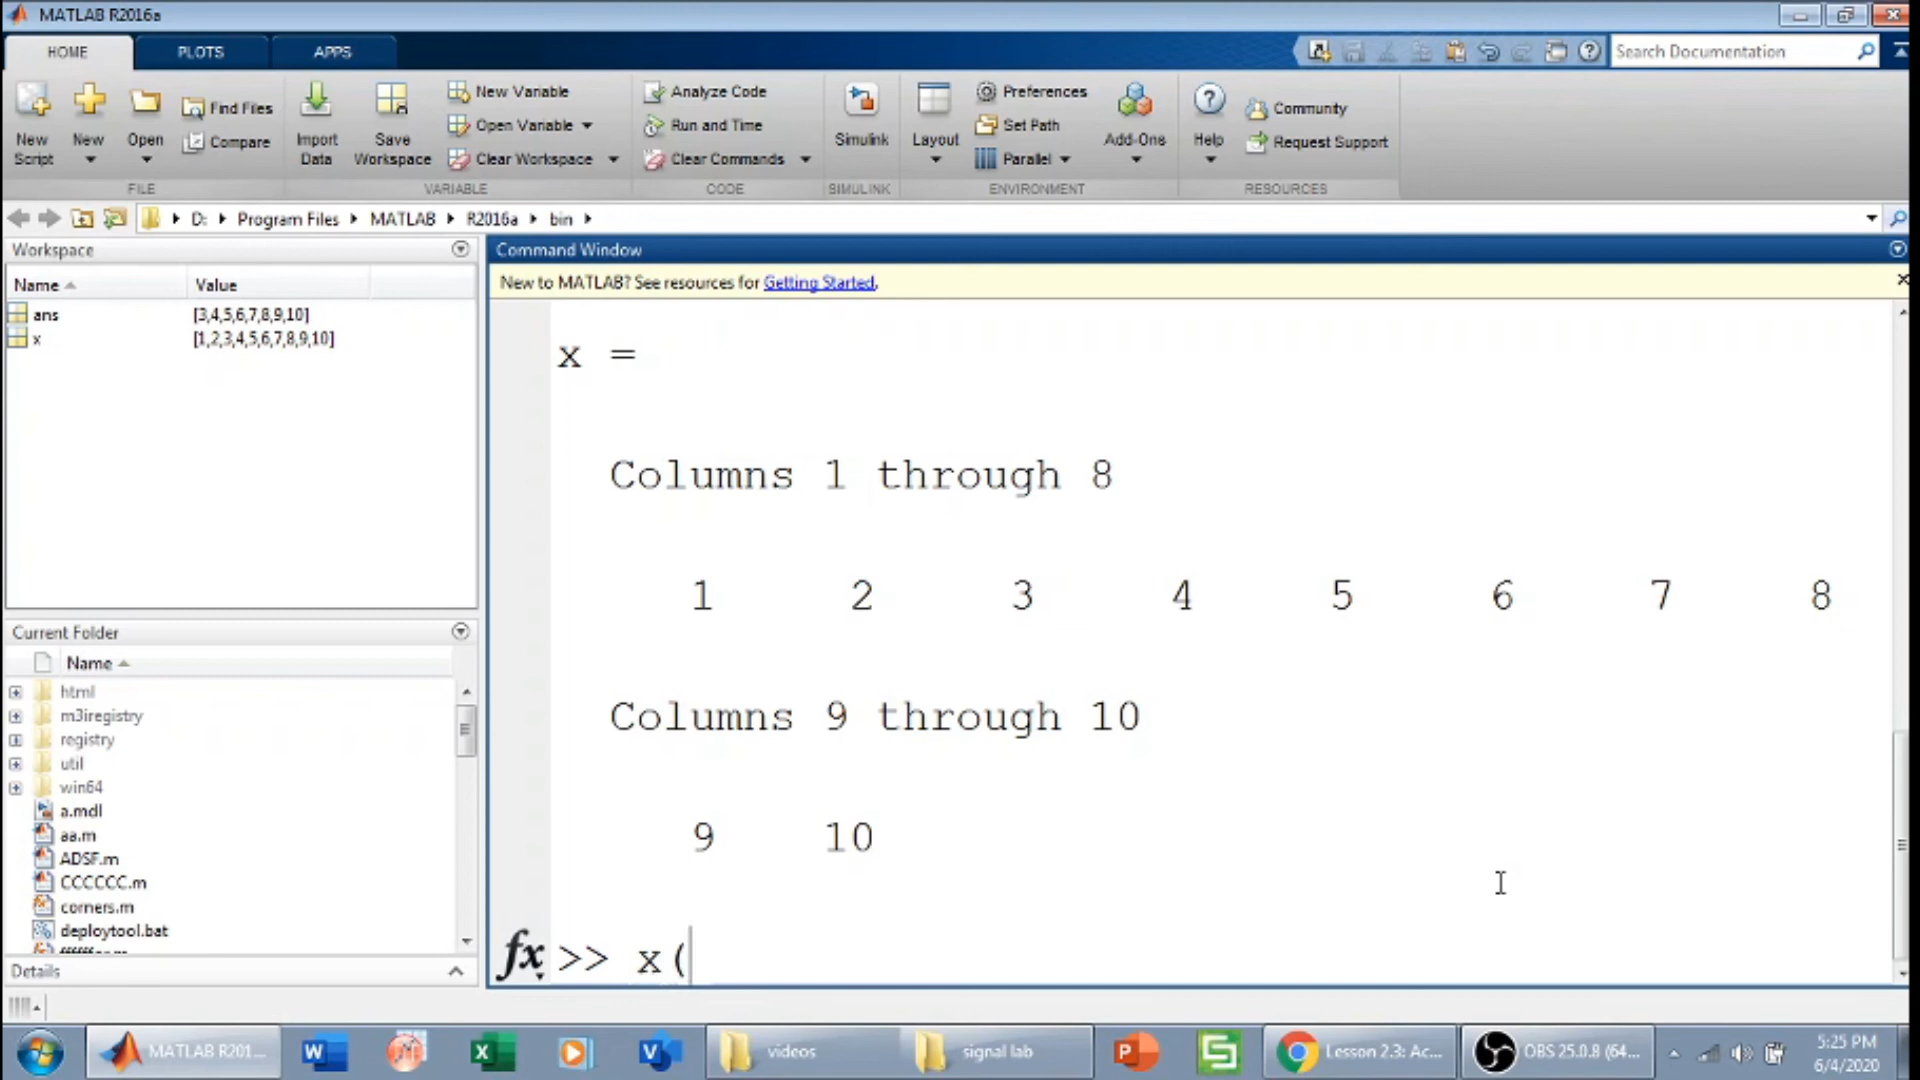 MATLAB R2016a
HOME PLOTS APPS Search Documentation
New Script New Open Find Files Compare Import Data Save Workspace New Variable Open Variable Clear Workspace Analyze Code Run and Time Clear Commands Simulink Layout Preferences Set Path Parallel Add-Ons Help Community Request Support
FILE VARIABLE CODE SIMULINK ENVIRONMENT RESOURCES
D: Program Files MATLAB R2016a bin
Workspace
Name Value
ans [3,4,5,6,7,8,9,10]
x [1,2,3,4,5,6,7,8,9,10]
Current Folder
Name
html
m3iregistry
registry
util
win64
a.mdl
aa.m
ADSF.m
CCCCCC.m
corners.m
deploytool.bat
Details
Command Window
New to MATLAB? See resources for Getting Started.
x =
Columns 1 through 8
1 2 3 4 5 6 7 8
Columns 9 through 10
9 10
fx >> x(
MATLAB R201... videos signal lab Lesson 2.3: Ac... OBS 25.0.8 (64... 5:25 PM
6/4/2020